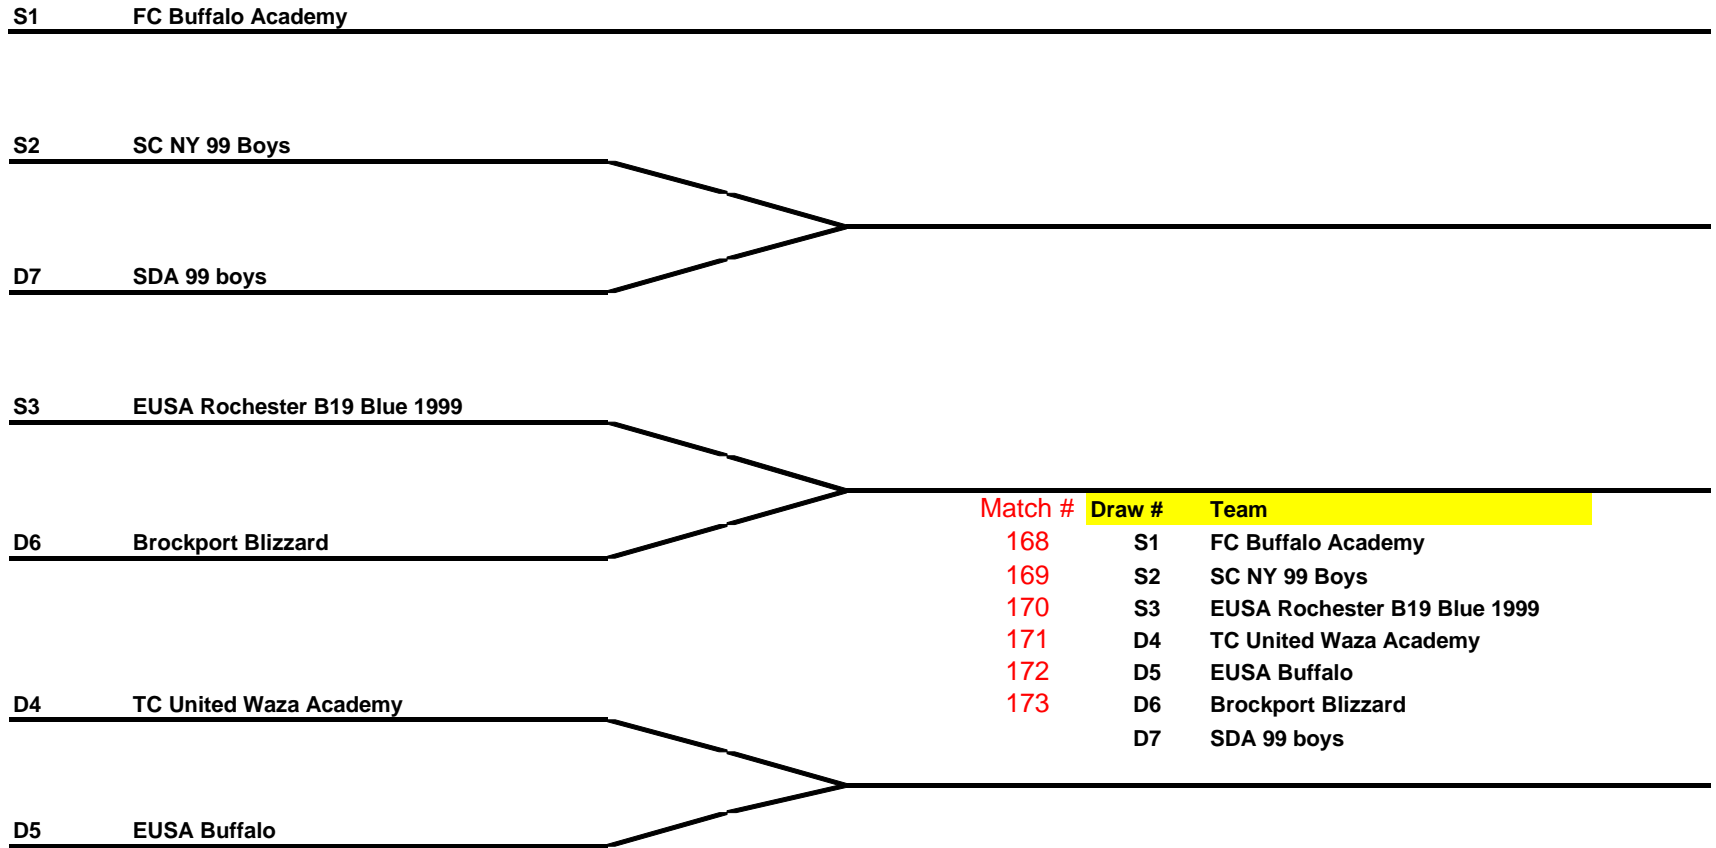 S1 FC Buffalo Academy
S2 SC NY 99 Boys
D7 SDA 99 boys
S3 EUSA Rochester B19 Blue 1999
Match # Draw # Team
D6 Brockport Blizzard
168 S1 FC Buffalo Academy
169 S2 SC NY 99 Boys
170 S3 EUSA Rochester B19 Blue 1999
171 D4 TC United Waza Academy
172 D5 EUSA Buffalo
D4 TC United Waza Academy
173 D6 Brockport Blizzard
D7 SDA 99 boys
D5 EUSA Buffalo